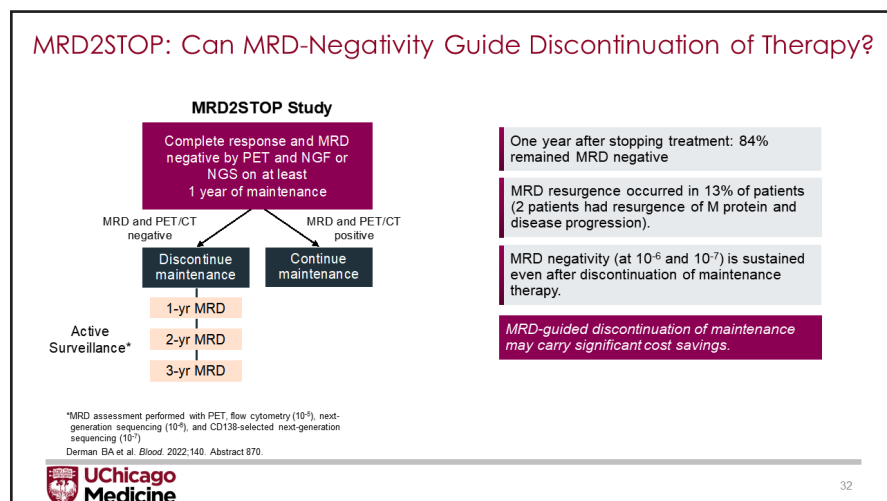 MRD2STOP: Can MRD-Negativity Guide Discontinuation of Therapy?
MRD2STOP Study
Complete response and MRD
negative by PET and NGF or
NGS on at least
1 year of maintenance
MRD and PET/CT
negative
MRD and PET/CT
positive
Discontinue
maintenance
Continue
maintenance
1-yr MRD
2-yr MRD
3-yr MRD
Active
Surveillance*
*MRD assessment performed with PET, flow cytometry (10⁻⁵), next-
generation sequencing (10⁻⁶), and CD138-selected next-generation
sequencing (10⁻⁷)
Derman BA et al. Blood. 2022;140. Abstract 870.
One year after stopping treatment: 84%
remained MRD negative
MRD resurgence occurred in 13% of patients
(2 patients had resurgence of M protein and
disease progression).
MRD negativity (at 10⁻⁶ and 10⁻⁷) is sustained
even after discontinuation of maintenance
therapy.
MRD-guided discontinuation of maintenance
may carry significant cost savings.
UChicago
Medicine
32